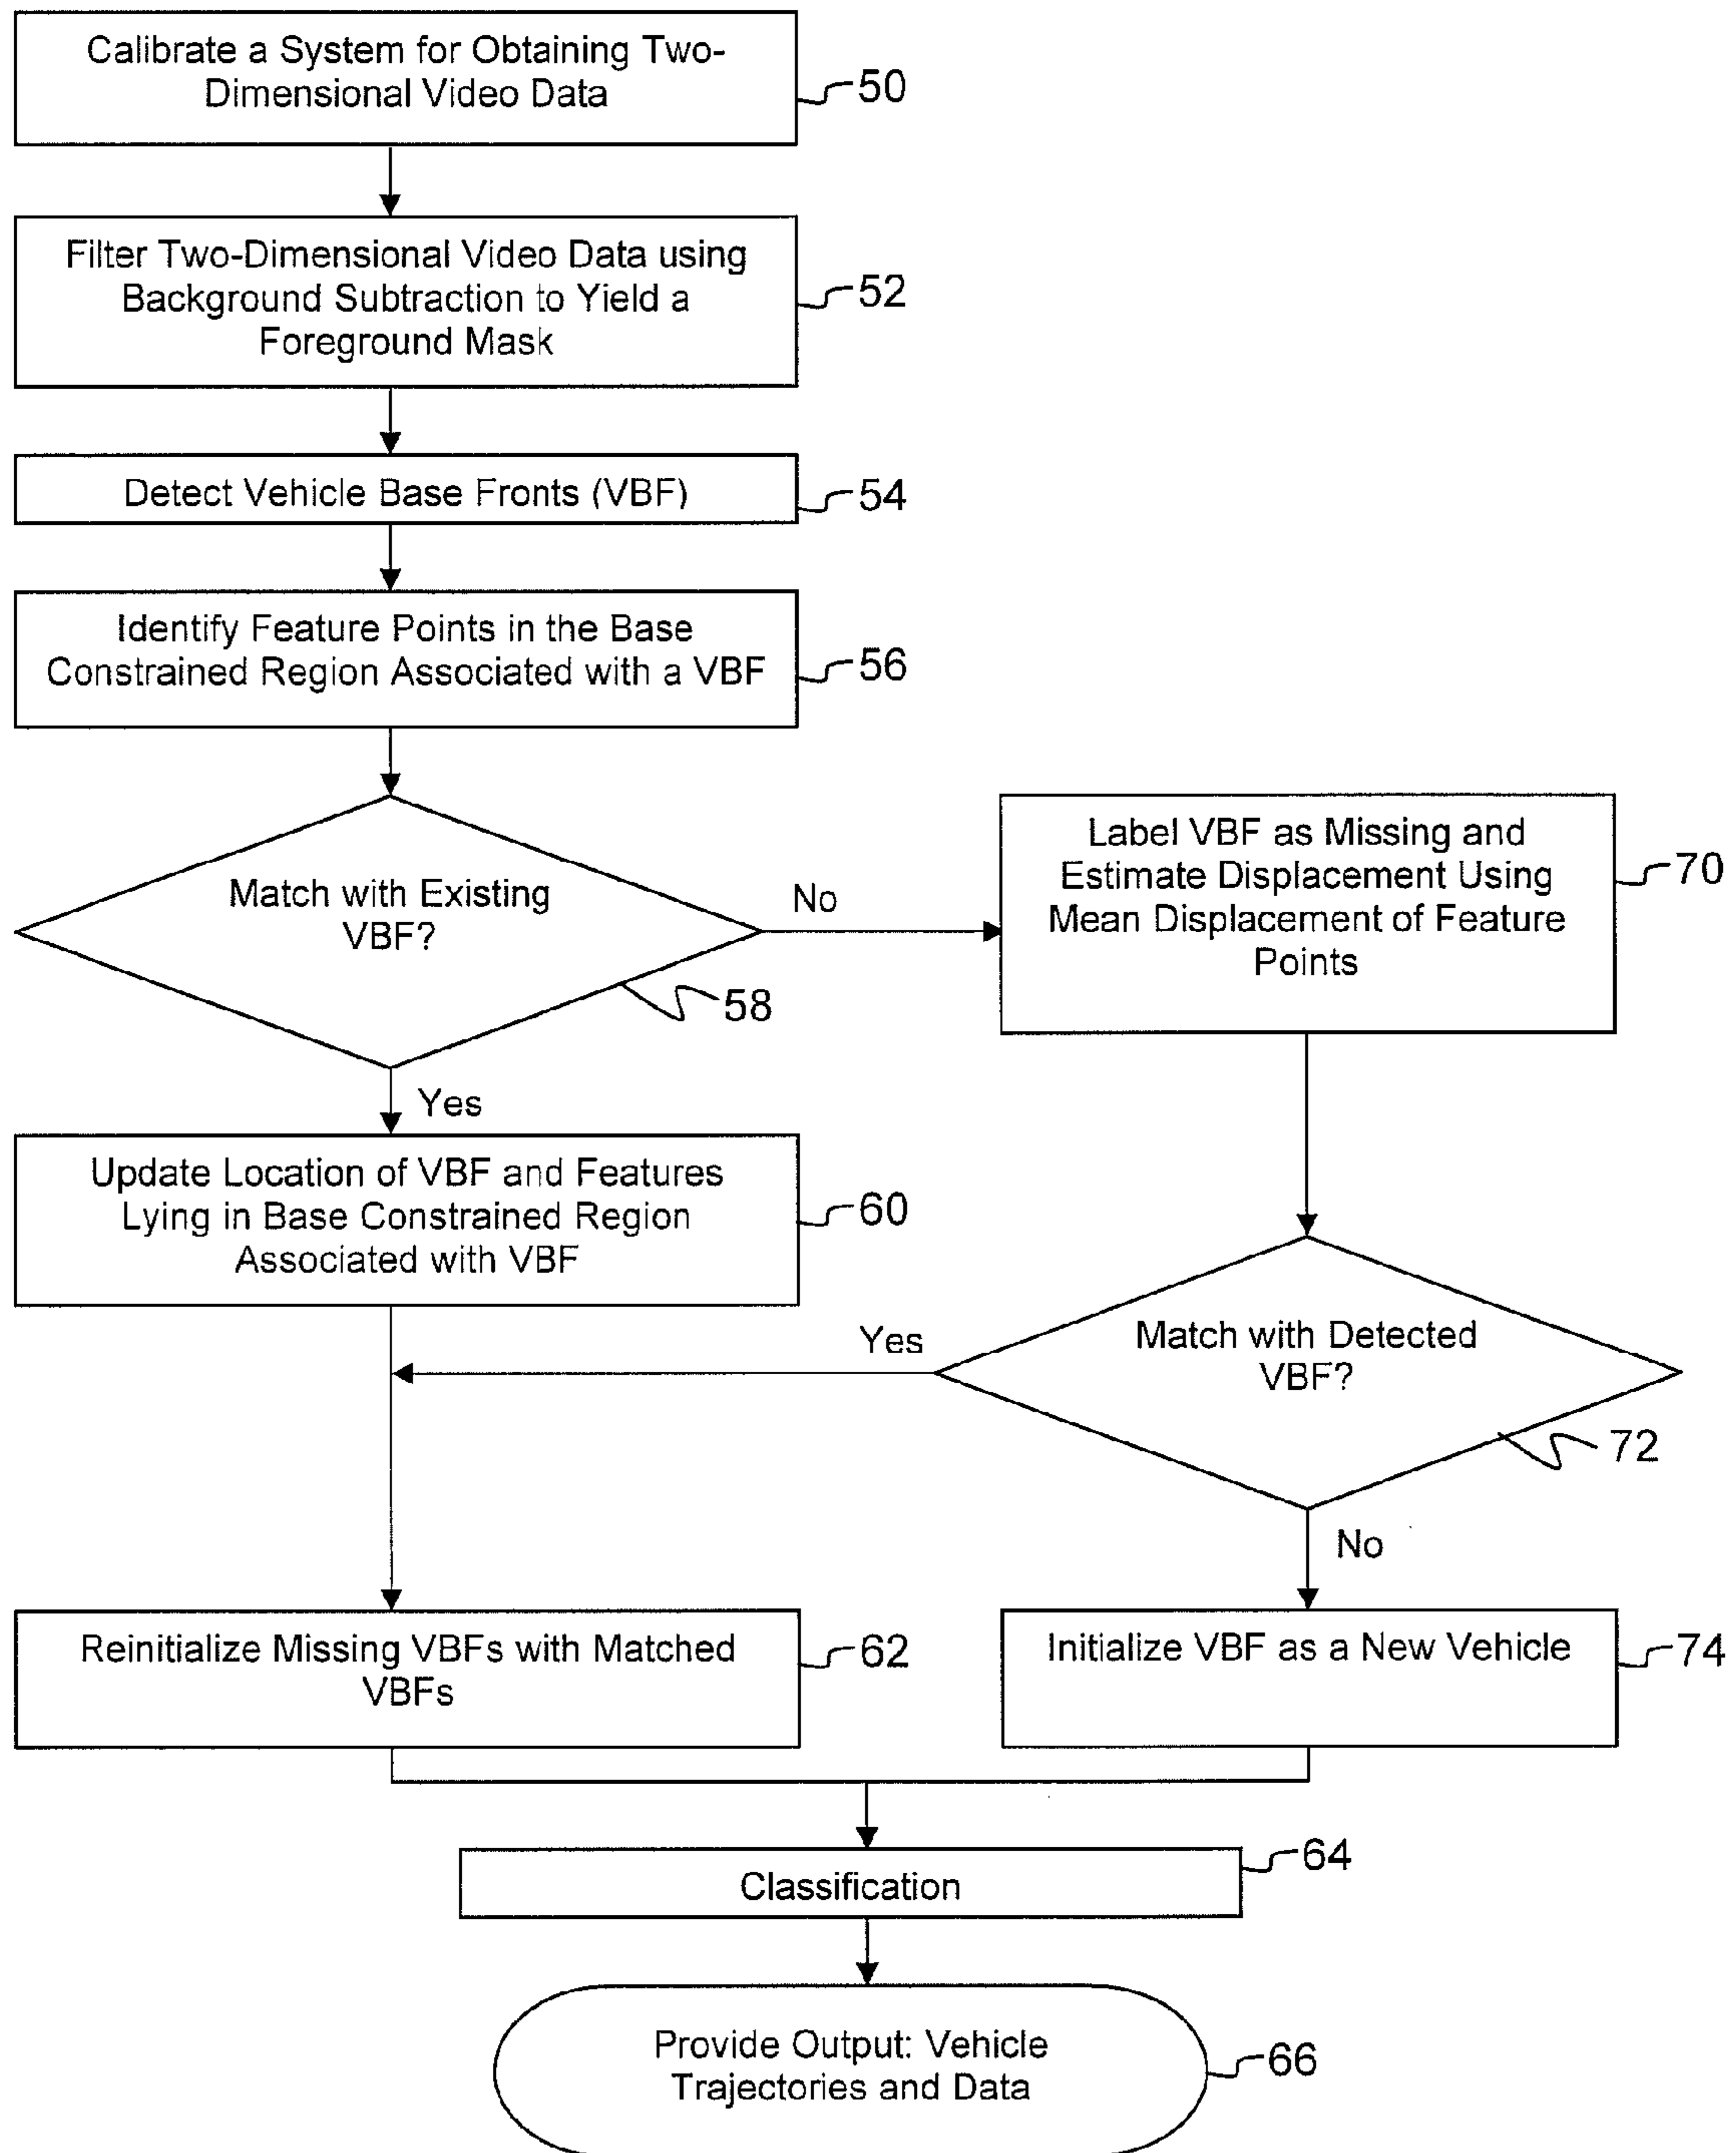 Calibrate a System for Obtaining Two-
Dimensional Video Data
50
Filter Two-Dimensional Video Data using
Background Subtraction to Yield a
Foreground Mask
52
Detect Vehicle Base Fronts (VBF)
54
Identify Feature Points in the Base
Constrained Region Associated with a VBF
56
Match with Existing
VBF?
58
No
Label VBF as Missing and
Estimate Displacement Using
Mean Displacement of Feature
Points
70
Yes
Update Location of VBF and Features
Lying in Base Constrained Region
Associated with VBF
60
Match with Detected
VBF?
72
Yes
No
Reinitialize Missing VBFs with Matched
VBFs
62
Initialize VBF as a New Vehicle
74
Classification
64
Provide Output: Vehicle
Trajectories and Data
66